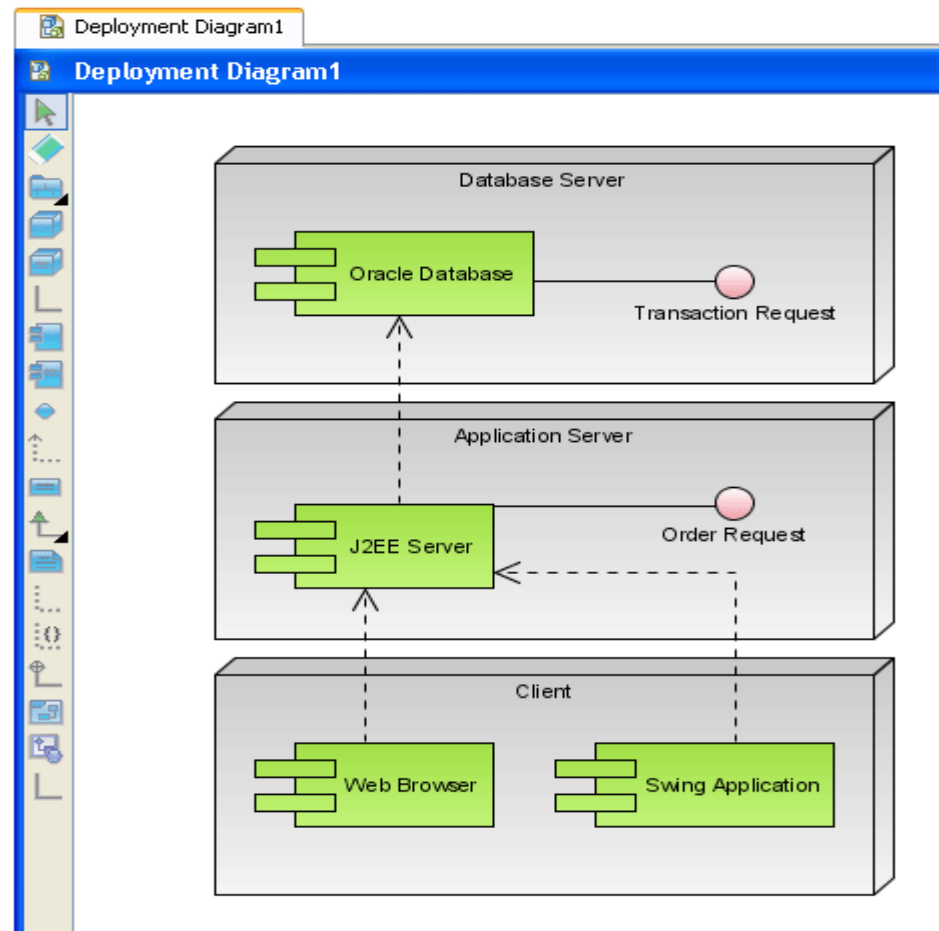 Deployment Diagram1
Deployment Diagram1
Database Server
Oracle Database
Transaction Request
Application Server
J2EE Server
Order Request
Client
Web Browser
Swing Application